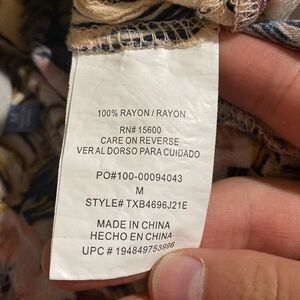 100% RAYON / RAYON
RN# 15600
CARE ON REVERSE
VER AL DORSO PARA CUIDADO
PO#100-00094043
M
STYLE# TXB4696J21E
MADE IN CHINA
HECHO EN CHINA
UPC # 194849753996
M